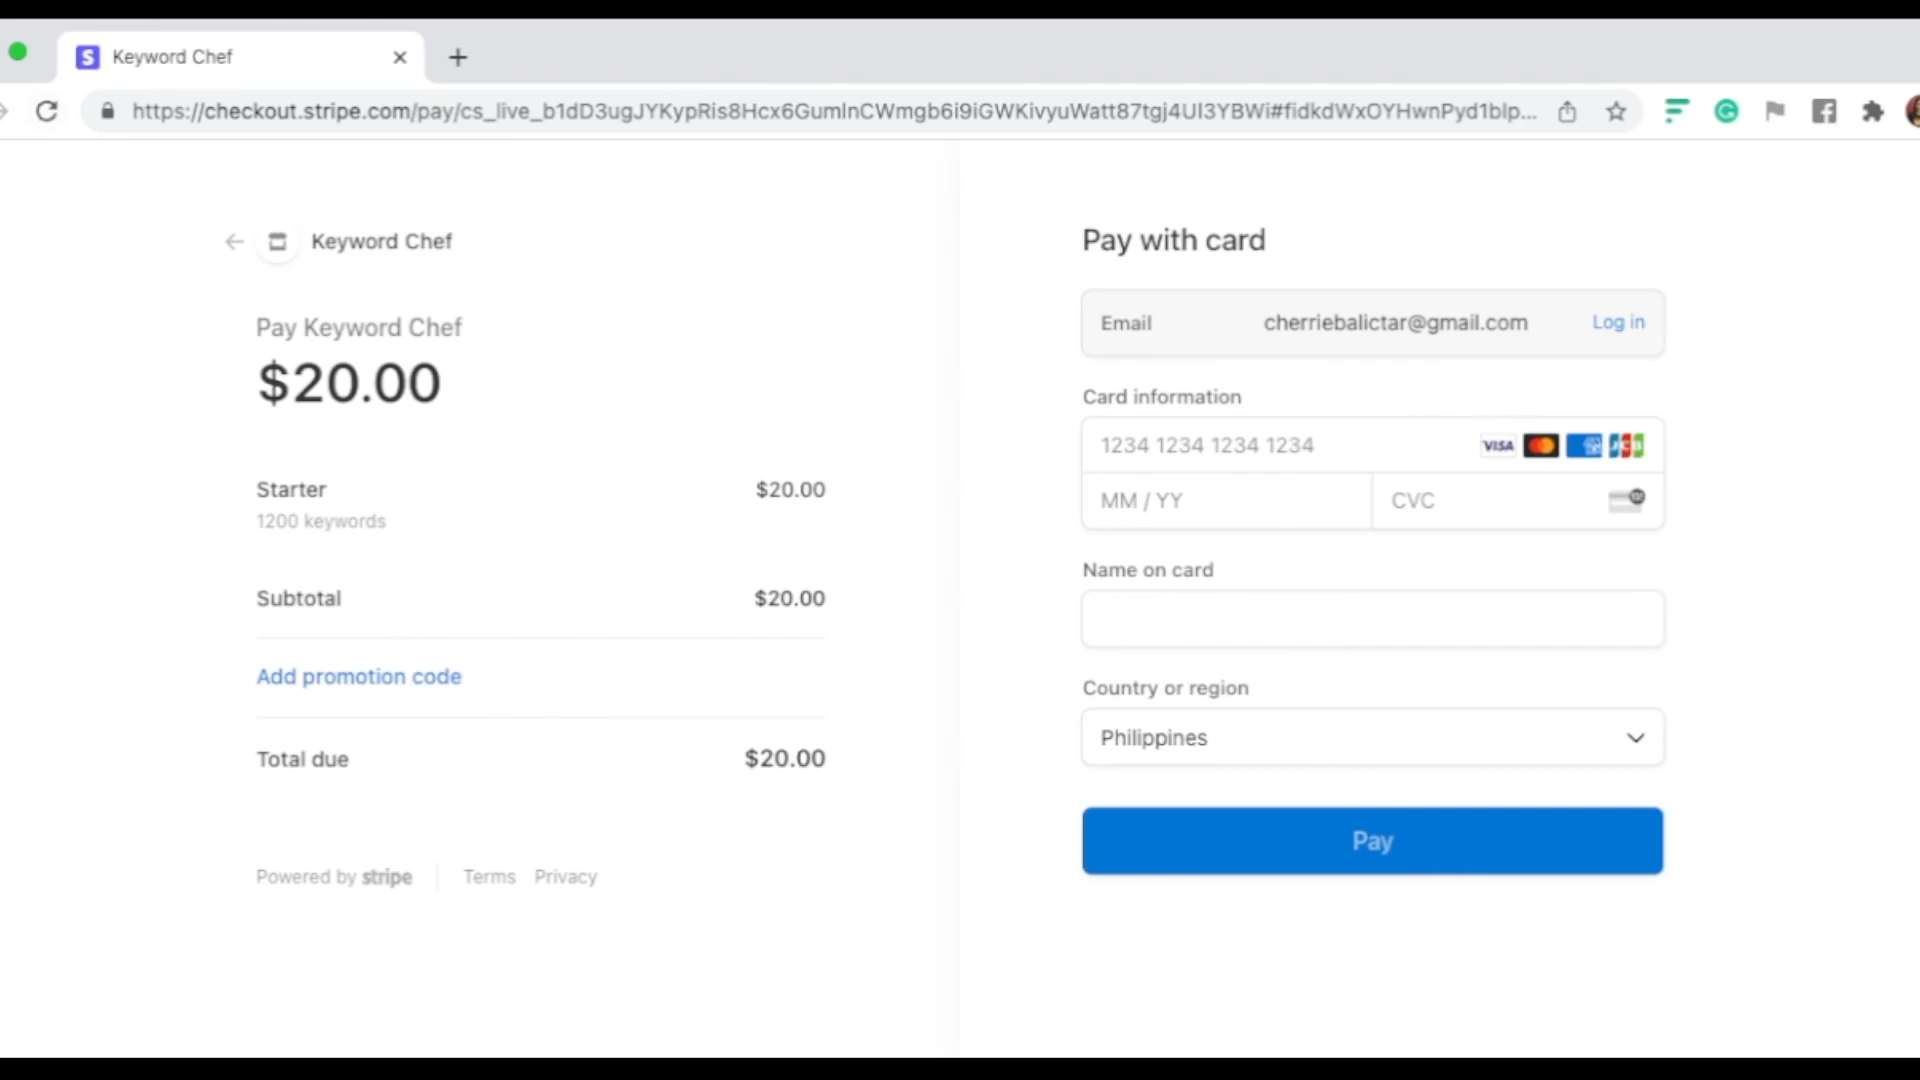 Keyword Chef
https://checkout.stripe.com/pay/cs_live_b1dD3ugJYKypRis8Hcx6GumInCWmgb6i9iGWKivyuWatt87tgj4UI3YBWi#fidkdWxOYHwnPyd1blp...
Keyword Chef
Pay Keyword Chef
$20.00
Starter $20.00
1200 keywords
Subtotal $20.00
Add promotion code
Total due $20.00
Powered by stripe Terms Privacy
Pay with card
Email cherriebalictar@gmail.com Log in
Card information
1234 1234 1234 1234 VISA JCB
MM / YY CVC
Name on card
Country or region
Philippines
Pay